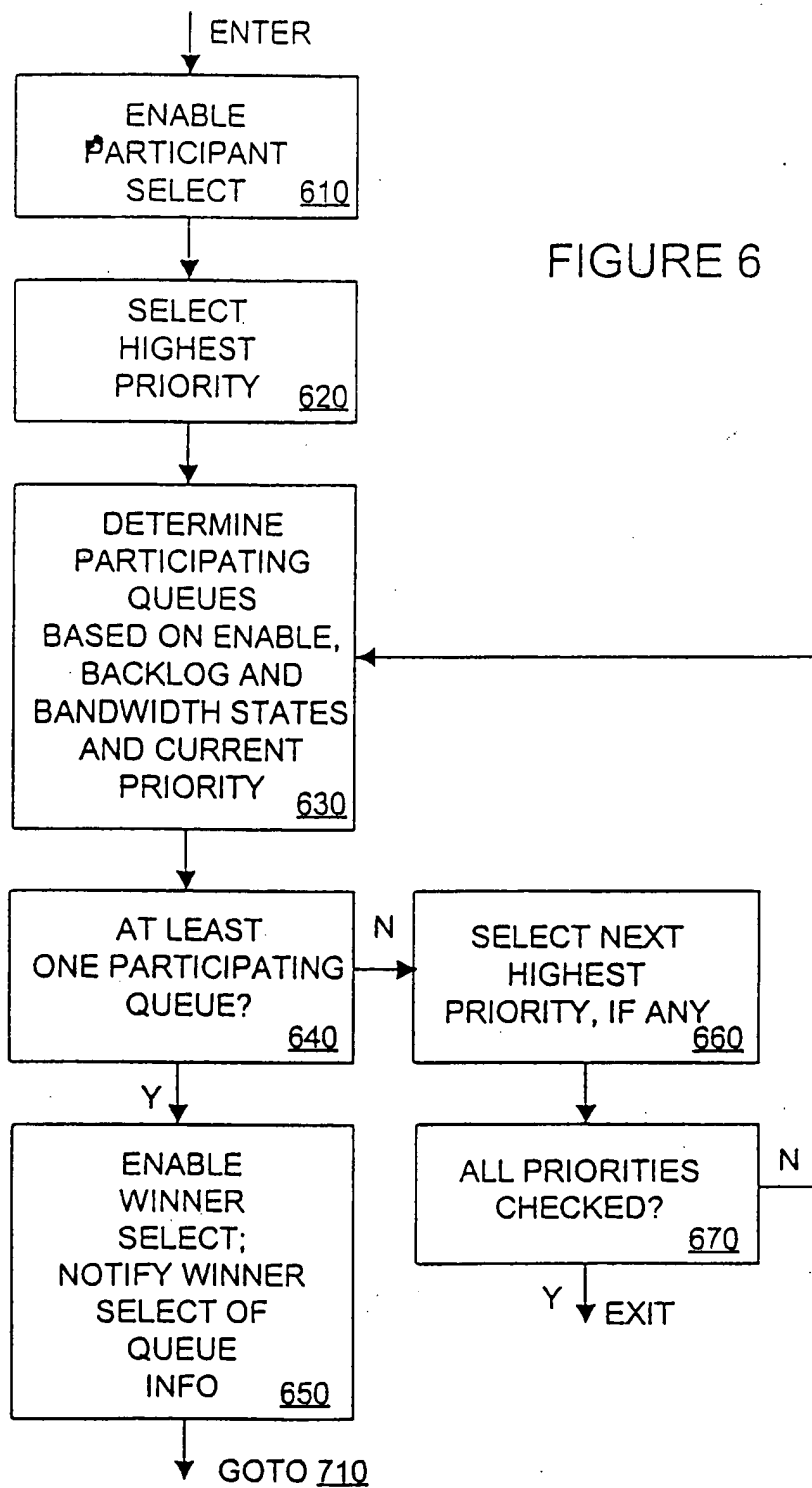 ENTER
ENABLE
PARTICIPANT
SELECT
610
FIGURE 6
SELECT
HIGHEST
PRIORITY
620
DETERMINE
PARTICIPATING
QUEUES
BASED ON ENABLE,
BACKLOG AND
BANDWIDTH STATES
AND CURRENT
PRIORITY
630
AT LEAST
ONE PARTICIPATING
QUEUE?
640
N
SELECT NEXT
HIGHEST
PRIORITY, IF ANY
660
Y
ENABLE
WINNER
SELECT;
NOTIFY WINNER
SELECT OF
QUEUE
INFO
650
ALL PRIORITIES
CHECKED?
670
N
Y
EXIT
GOTO 710